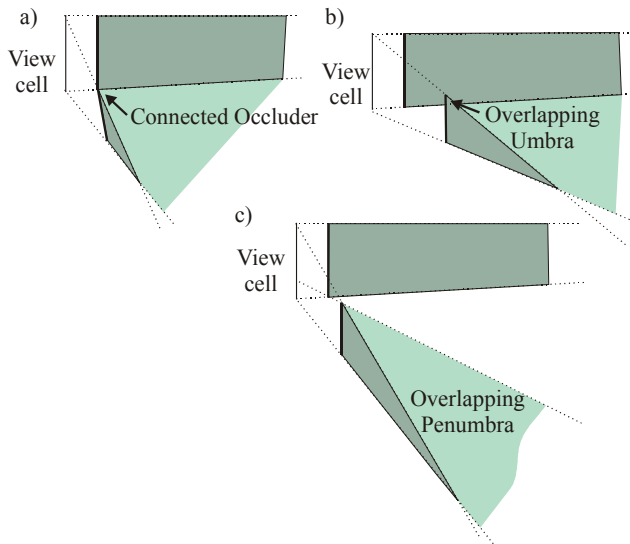 a)
View
cell
Connected Occluder
b)
View
cell
Overlapping
Umbra
c)
View
cell
Overlapping
Penumbra